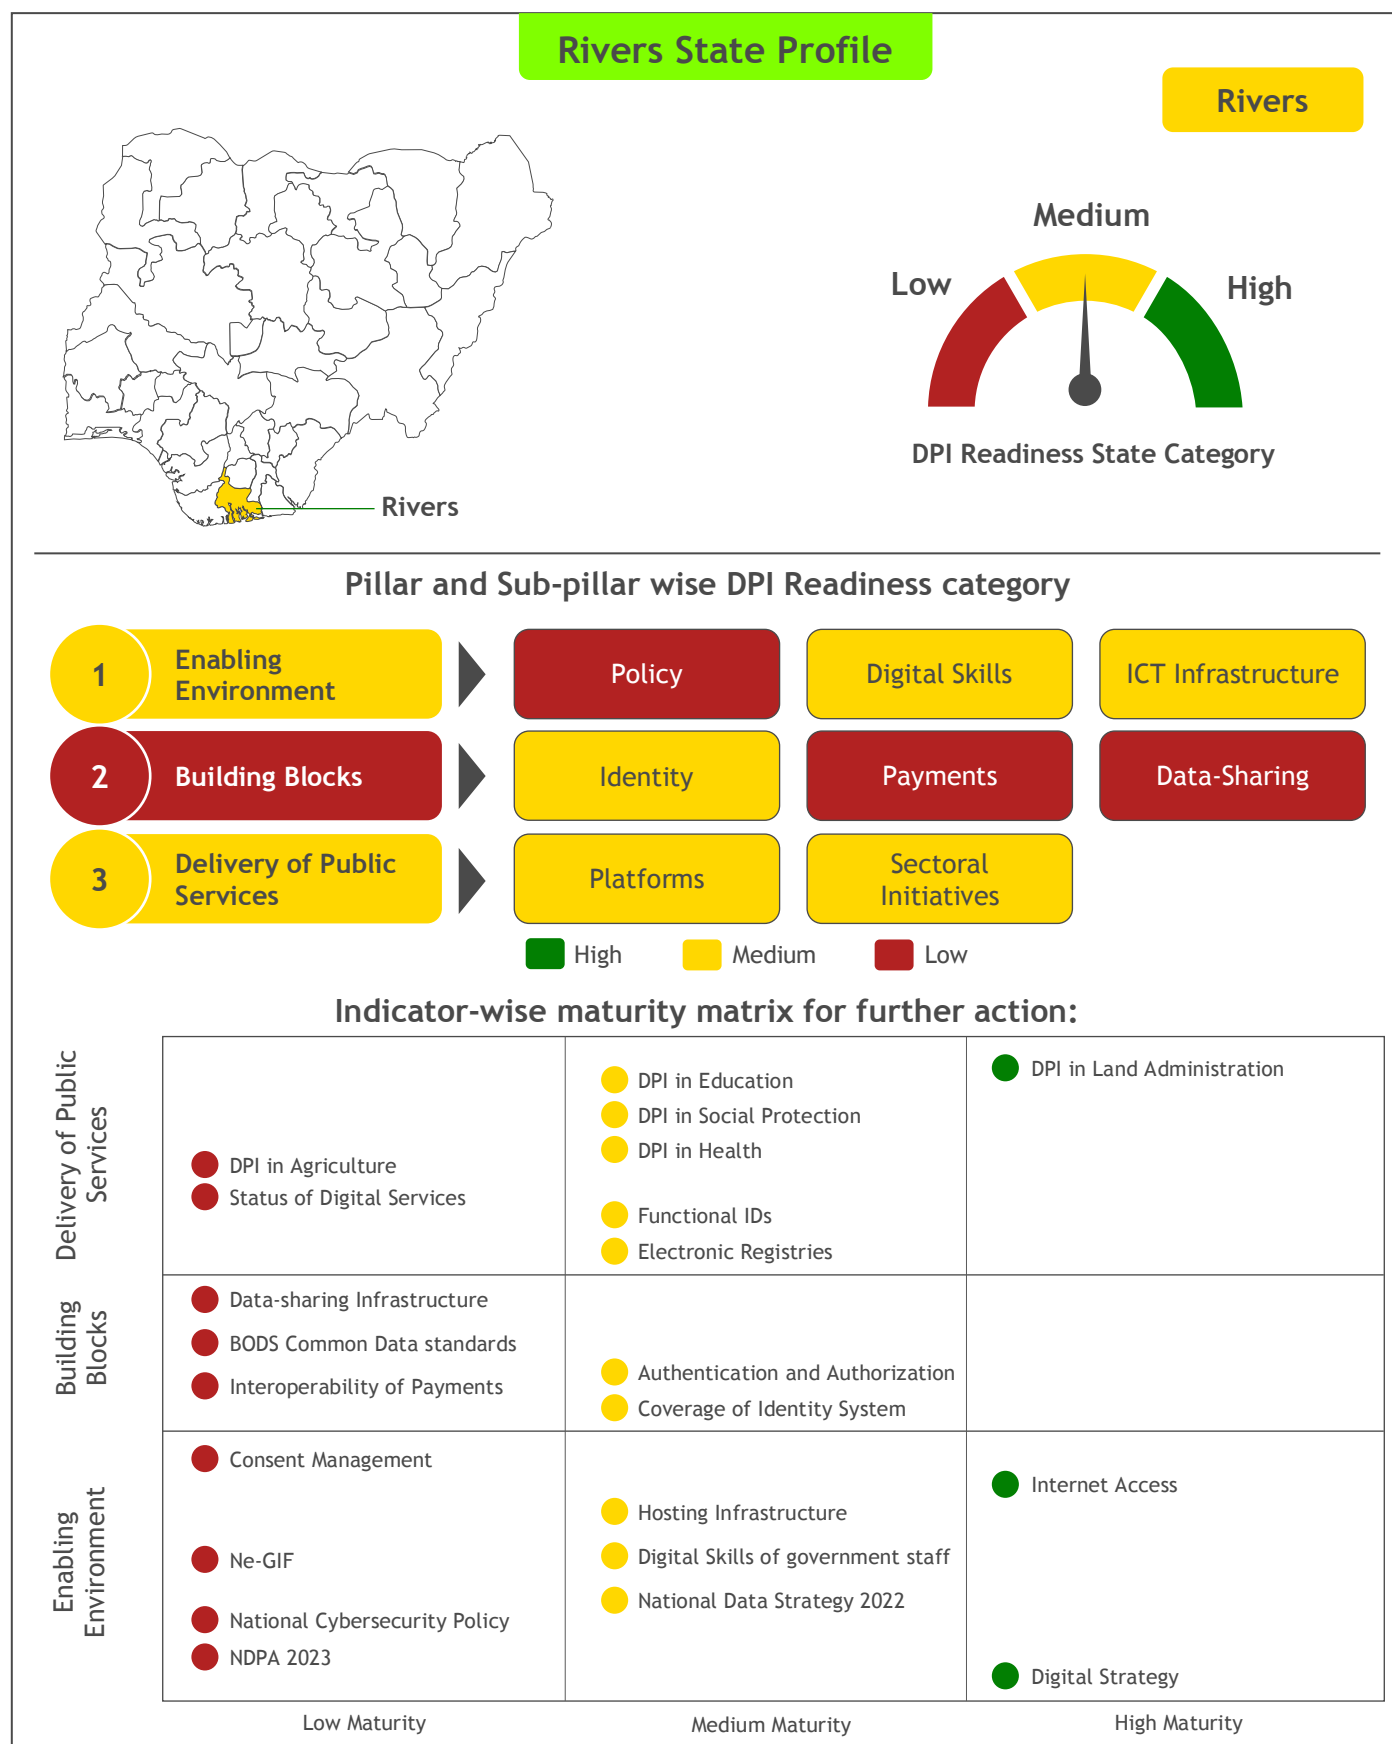 Rivers State Profile
Rivers
Medium
Low
High
DPI Readiness State Category
Rivers
Pillar and Sub-pillar wise DPI Readiness category
1
Enabling
Environment
Policy
Digital Skills
ICT Infrastructure
2
Building Blocks
Identity
Payments
Data-Sharing
3
Delivery of Public
Services
Platforms
Sectoral
Initiatives
High
Medium
Low
Indicator-wise maturity matrix for further action:
Delivery of Public
Services
DPI in Agriculture
Status of Digital Services
DPI in Education
DPI in Social Protection
DPI in Health
Functional IDs
Electronic Registries
DPI in Land Administration
Building
Blocks
Data-sharing Infrastructure
BODS Common Data standards
Interoperability of Payments
Authentication and Authorization
Coverage of Identity System
Enabling
Environment
Consent Management
Ne-GIF
National Cybersecurity Policy
NDPA 2023
Hosting Infrastructure
Digital Skills of government staff
National Data Strategy 2022
Internet Access
Digital Strategy
Low Maturity
Medium Maturity
High Maturity